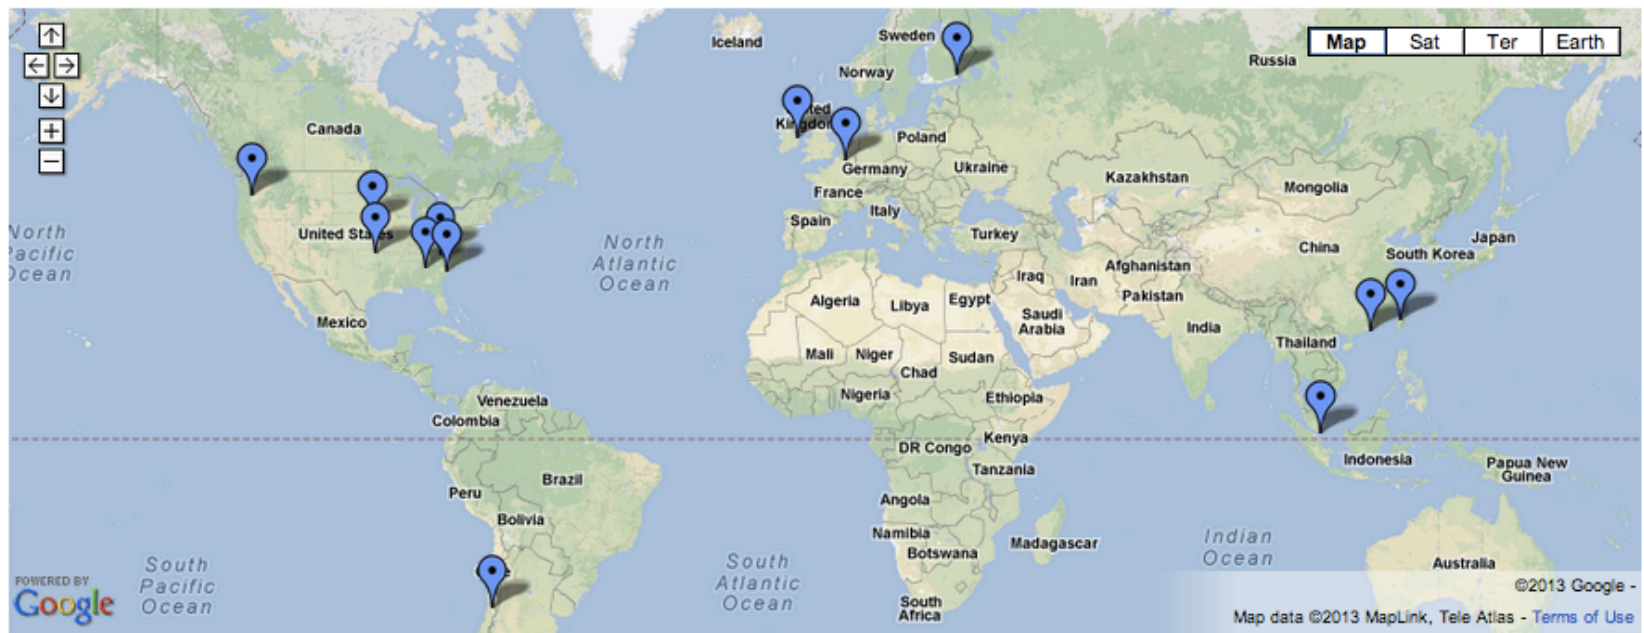 Iceland
Sweden
Norway
Russia
Map
Sat
Ter
Earth
Canada
Poland
Germany
Ukraine
France
Kazakhstan
Mongolia
Italy
Spain
United States
Turkey
China
Japan
South Korea
North
Pacific
Ocean
North
Atlantic
Ocean
Iraq
Iran
Afghanistan
Pakistan
Algeria
Libya
Egypt
Saudi
Arabia
India
Mexico
Thailand
Mali
Niger
Chad
Sudan
Nigeria
Ethiopia
Venezuela
Colombia
DR Congo
Kenya
Tanzania
Indonesia
Papua New
Guinea
Brazil
Peru
Bolivia
Angola
Namibia
Botswana
Madagascar
South
Pacific
Ocean
South
Atlantic
Ocean
Indian
Ocean
Australia
South
Africa
POWERED BY
Google
©2013 Google -
Map data ©2013 MapLink, Tele Atlas - Terms of Use